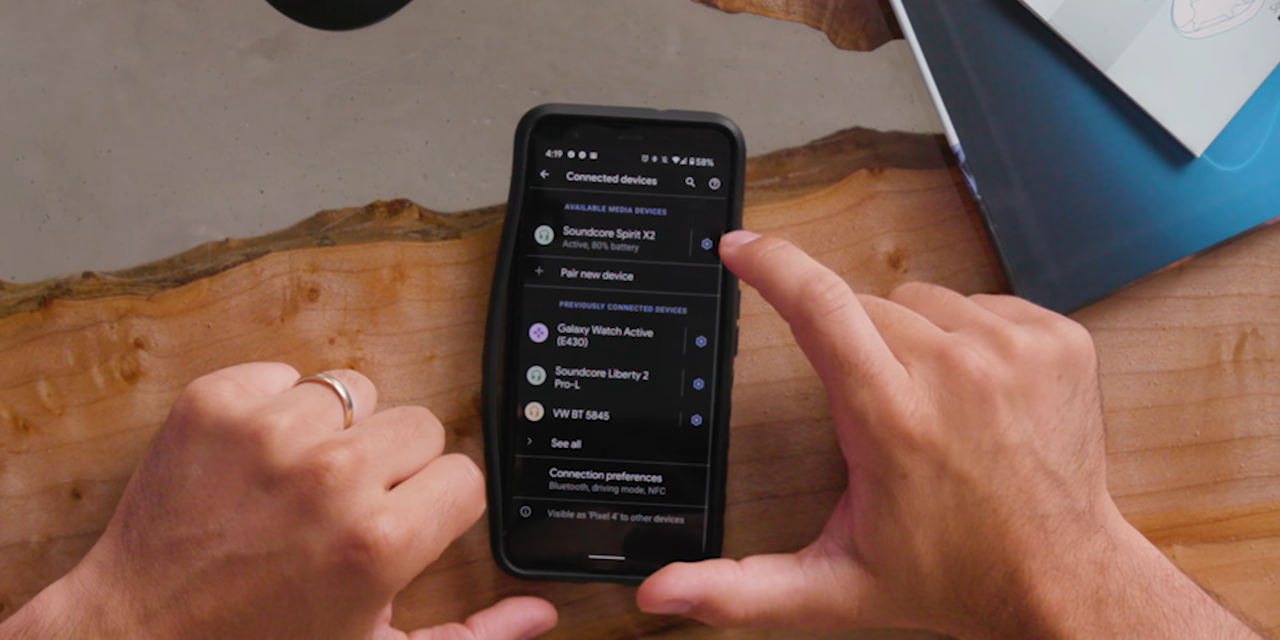 4:19 58%
Connected devices
AVAILABLE MEDIA DEVICES
Soundcore Spirit X2
Active, 80% battery
Pair new device
PREVIOUSLY CONNECTED DEVICES
Galaxy Watch Active
(E430)
Soundcore Liberty 2
Pro-L
VW BT 5845
See all
Connection preferences
Bluetooth, driving mode, NFC
Visible as 'Pixel 4' to other devices